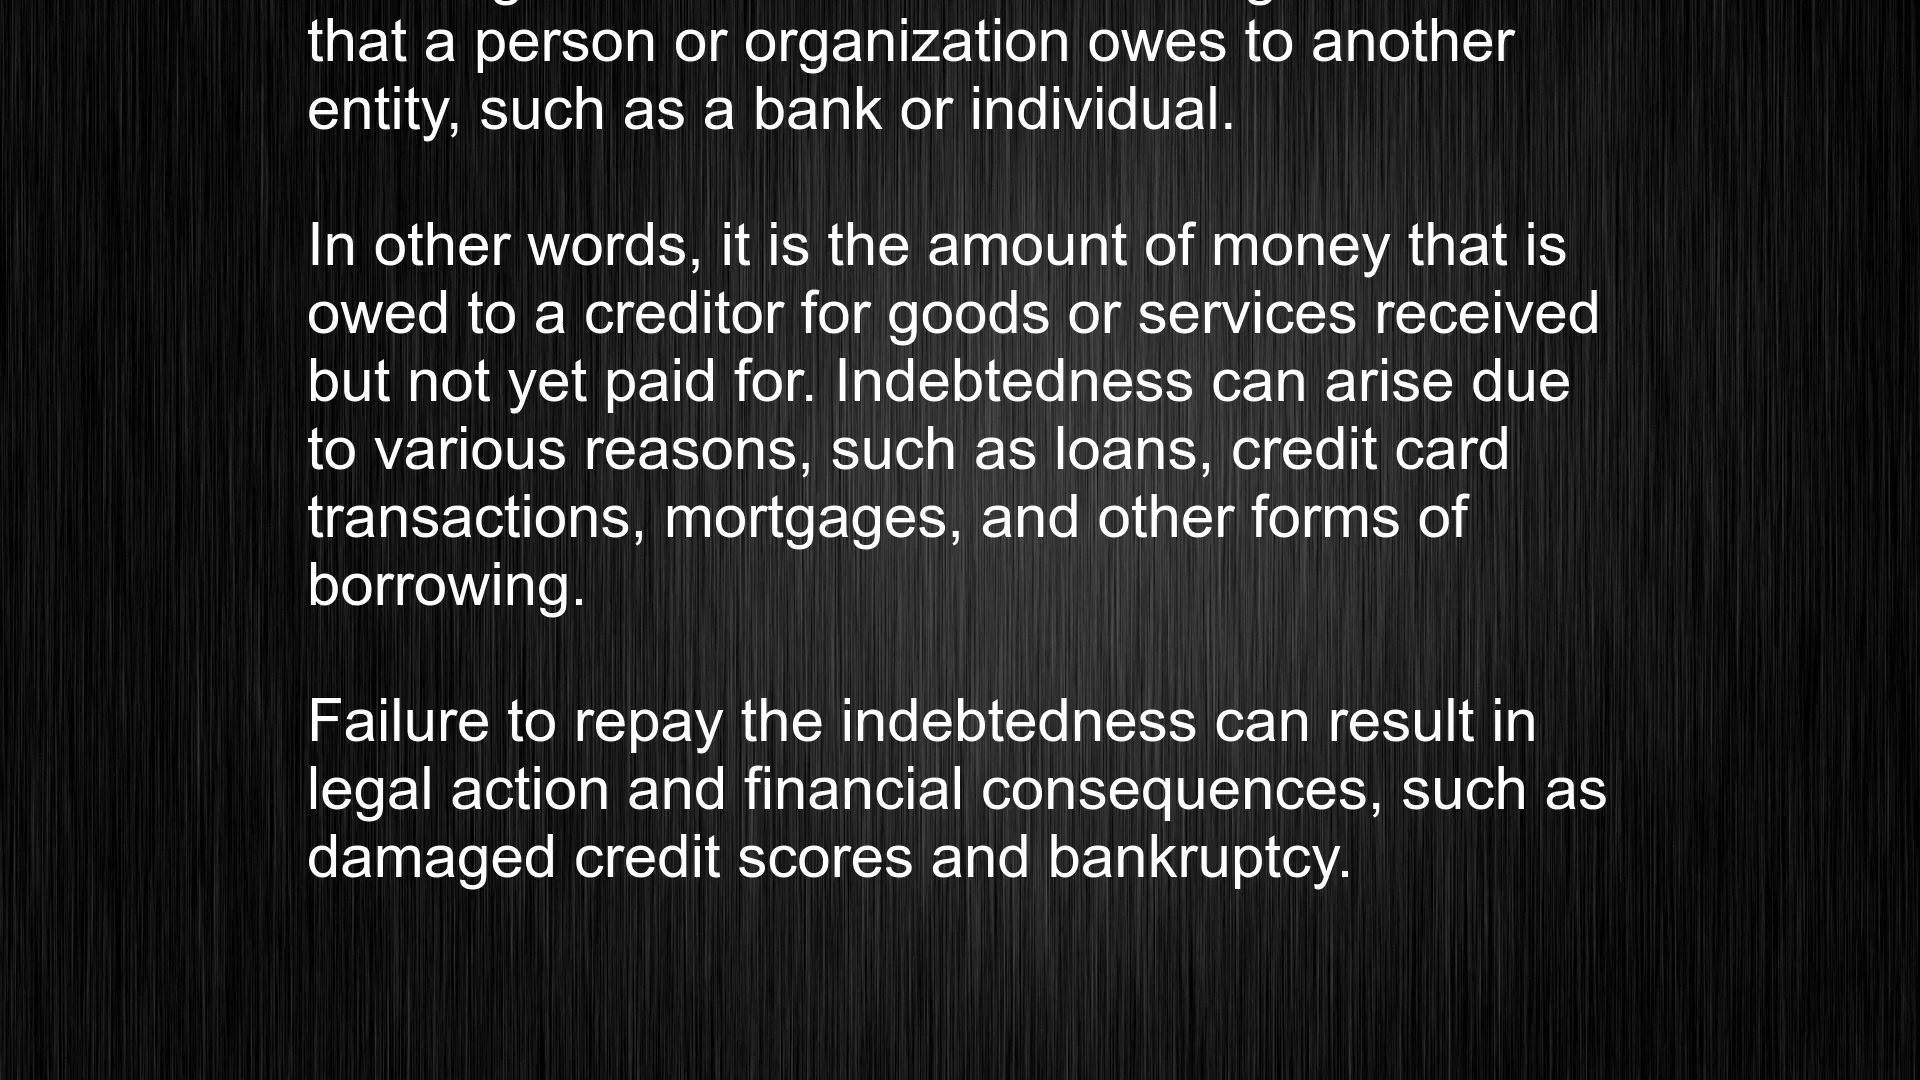 that a person or organization owes to another
entity, such as a bank or individual.
In other words, it is the amount of money that is
owed to a creditor for goods or services received
but not yet paid for. Indebtedness can arise due
to various reasons, such as loans, credit card
transactions, mortgages, and other forms of
borrowing.
Failure to repay the indebtedness can result in
legal action and financial consequences, such as
damaged credit scores and bankruptcy.